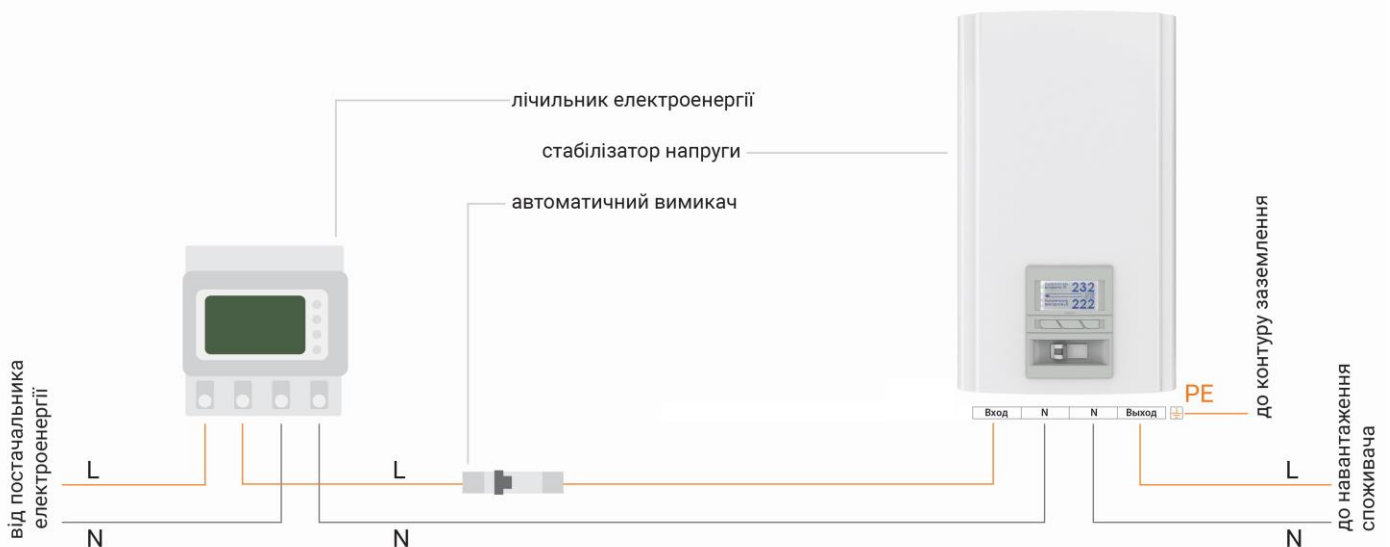 лічильник електроенергії
стабілізатор напруги
автоматичний вимикач
232
222
до контуру заземлення
PE
Вход N N Выход
від постачальника
електроенергії
L
L
L
до навантаження
споживача
N
N
N